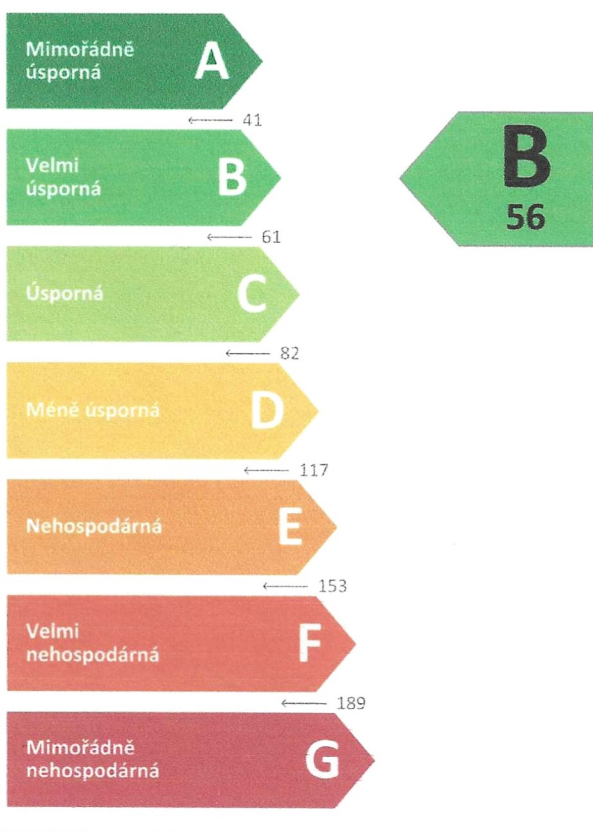 Mimořádně
úsporná
A
← 41
Velmi
úsporná
B
← 61
B
56
Úsporná
C
← 82
Méně úsporná
D
← 117
Nehospodárná
E
← 153
Velmi
nehospodárná
F
← 189
Mimořádně
nehospodárná
G